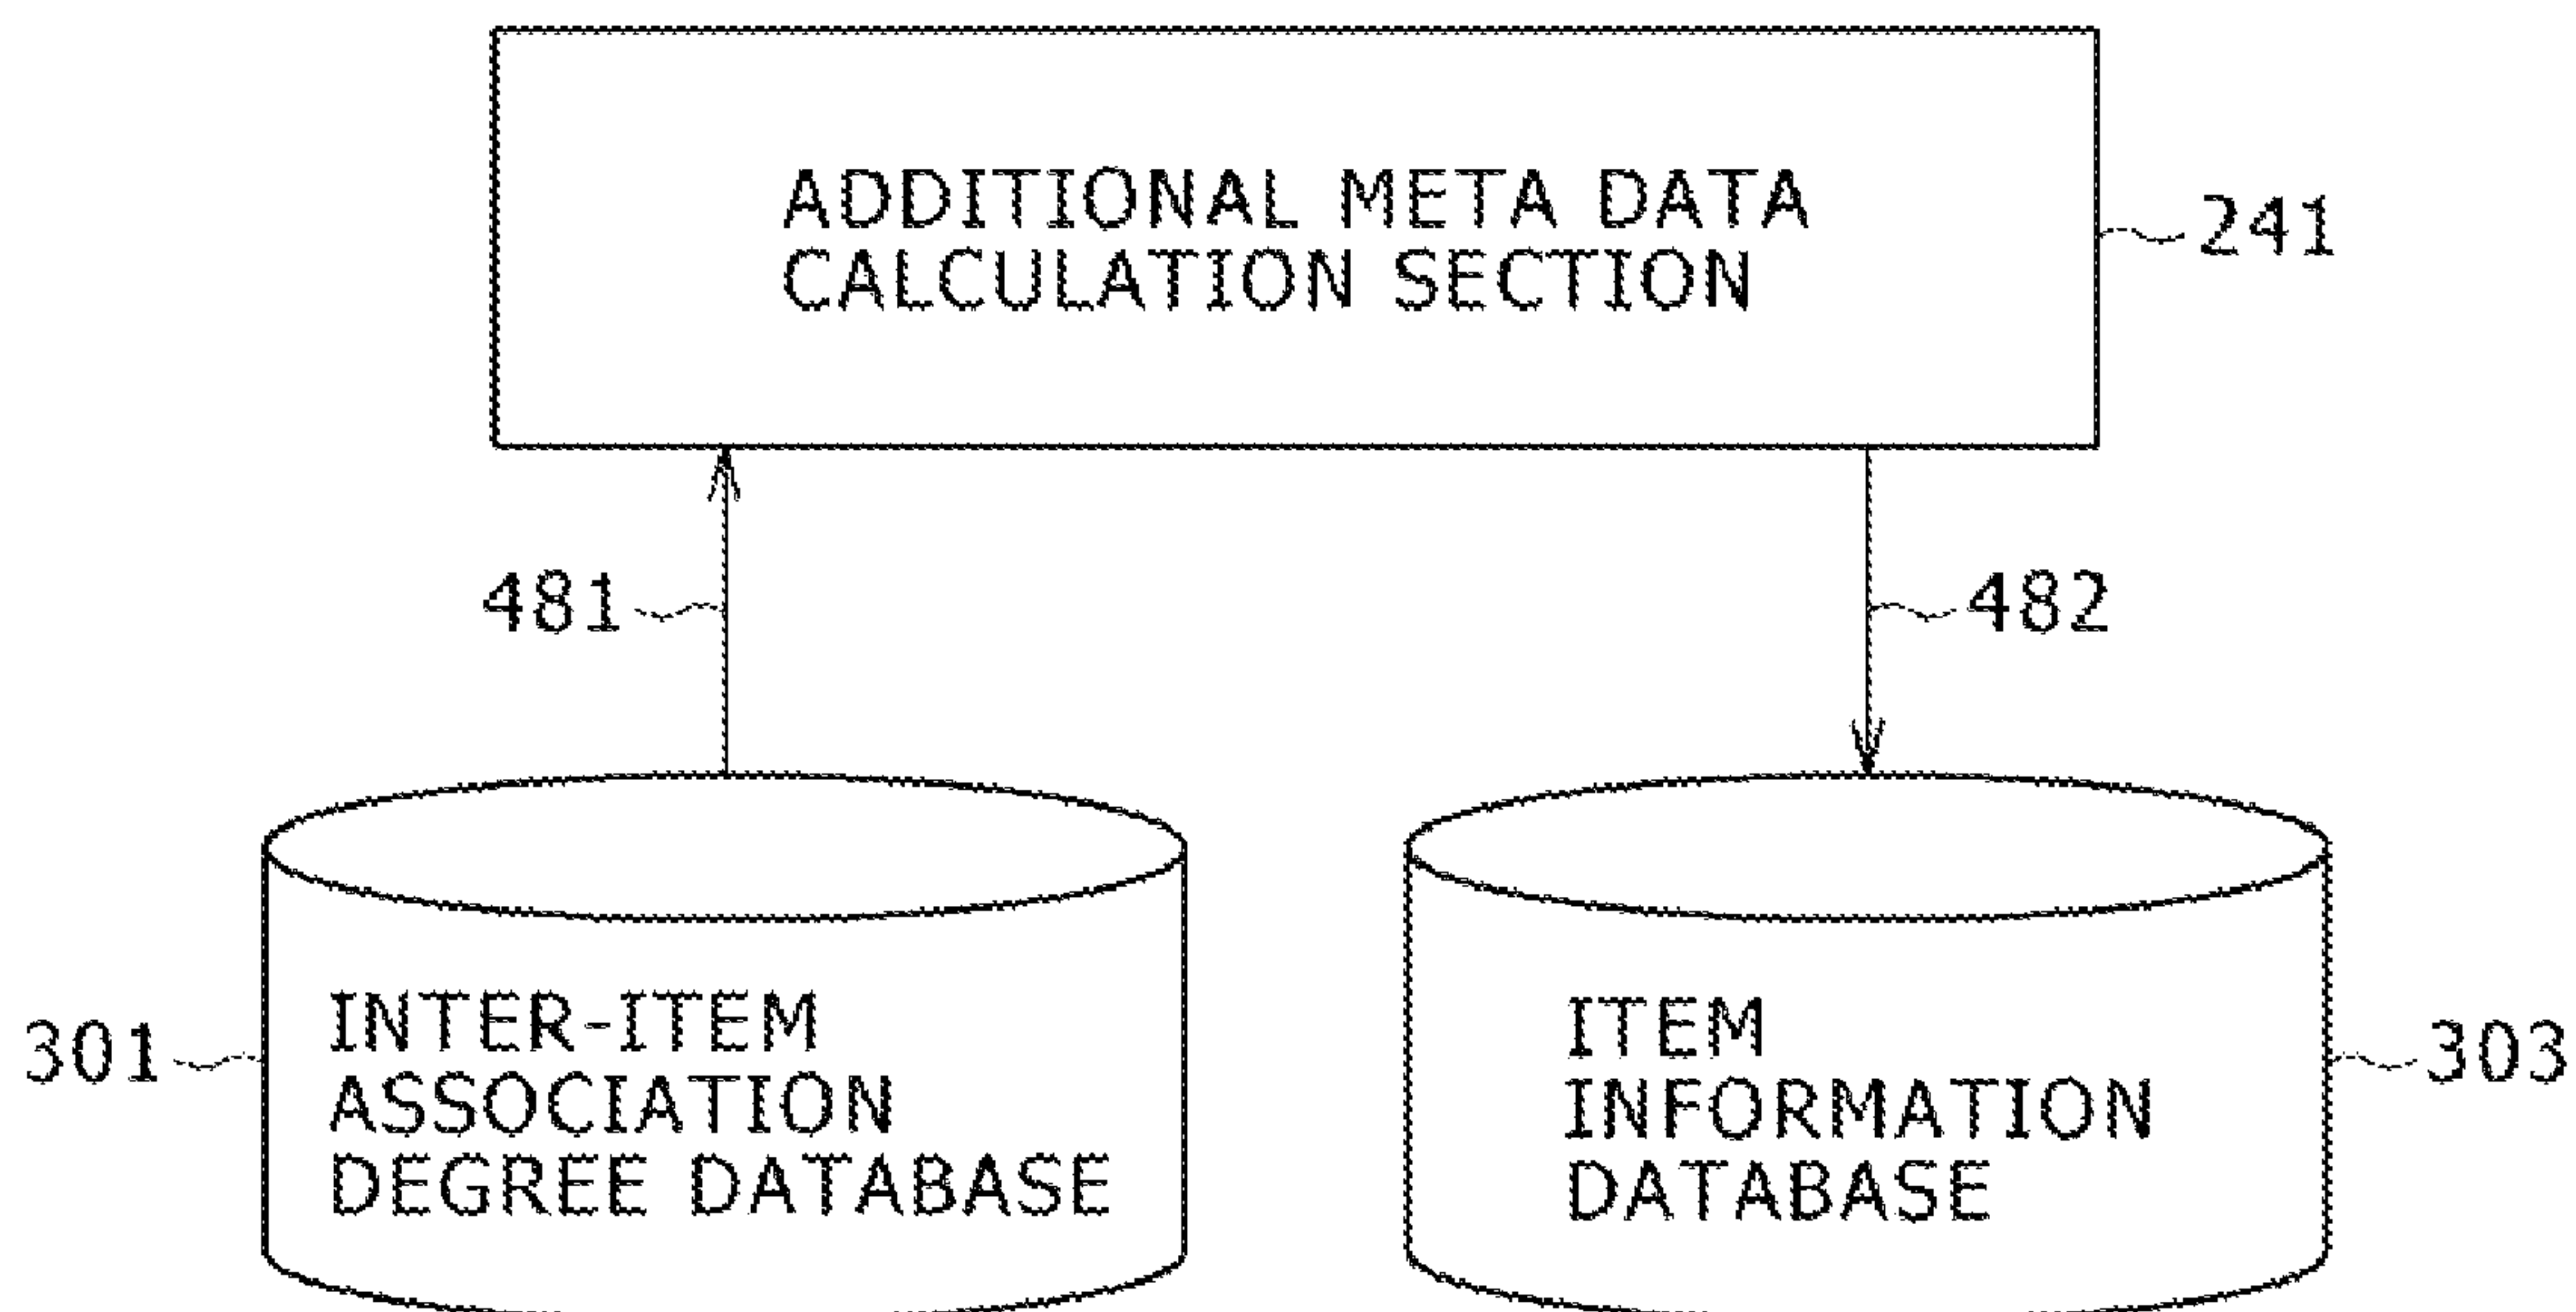 ADDITIONAL META DATA
CALCULATION SECTION
241
481
482
INTER-ITEM
ASSOCIATION
DEGREE DATABASE
301
ITEM
INFORMATION
DATABASE
303